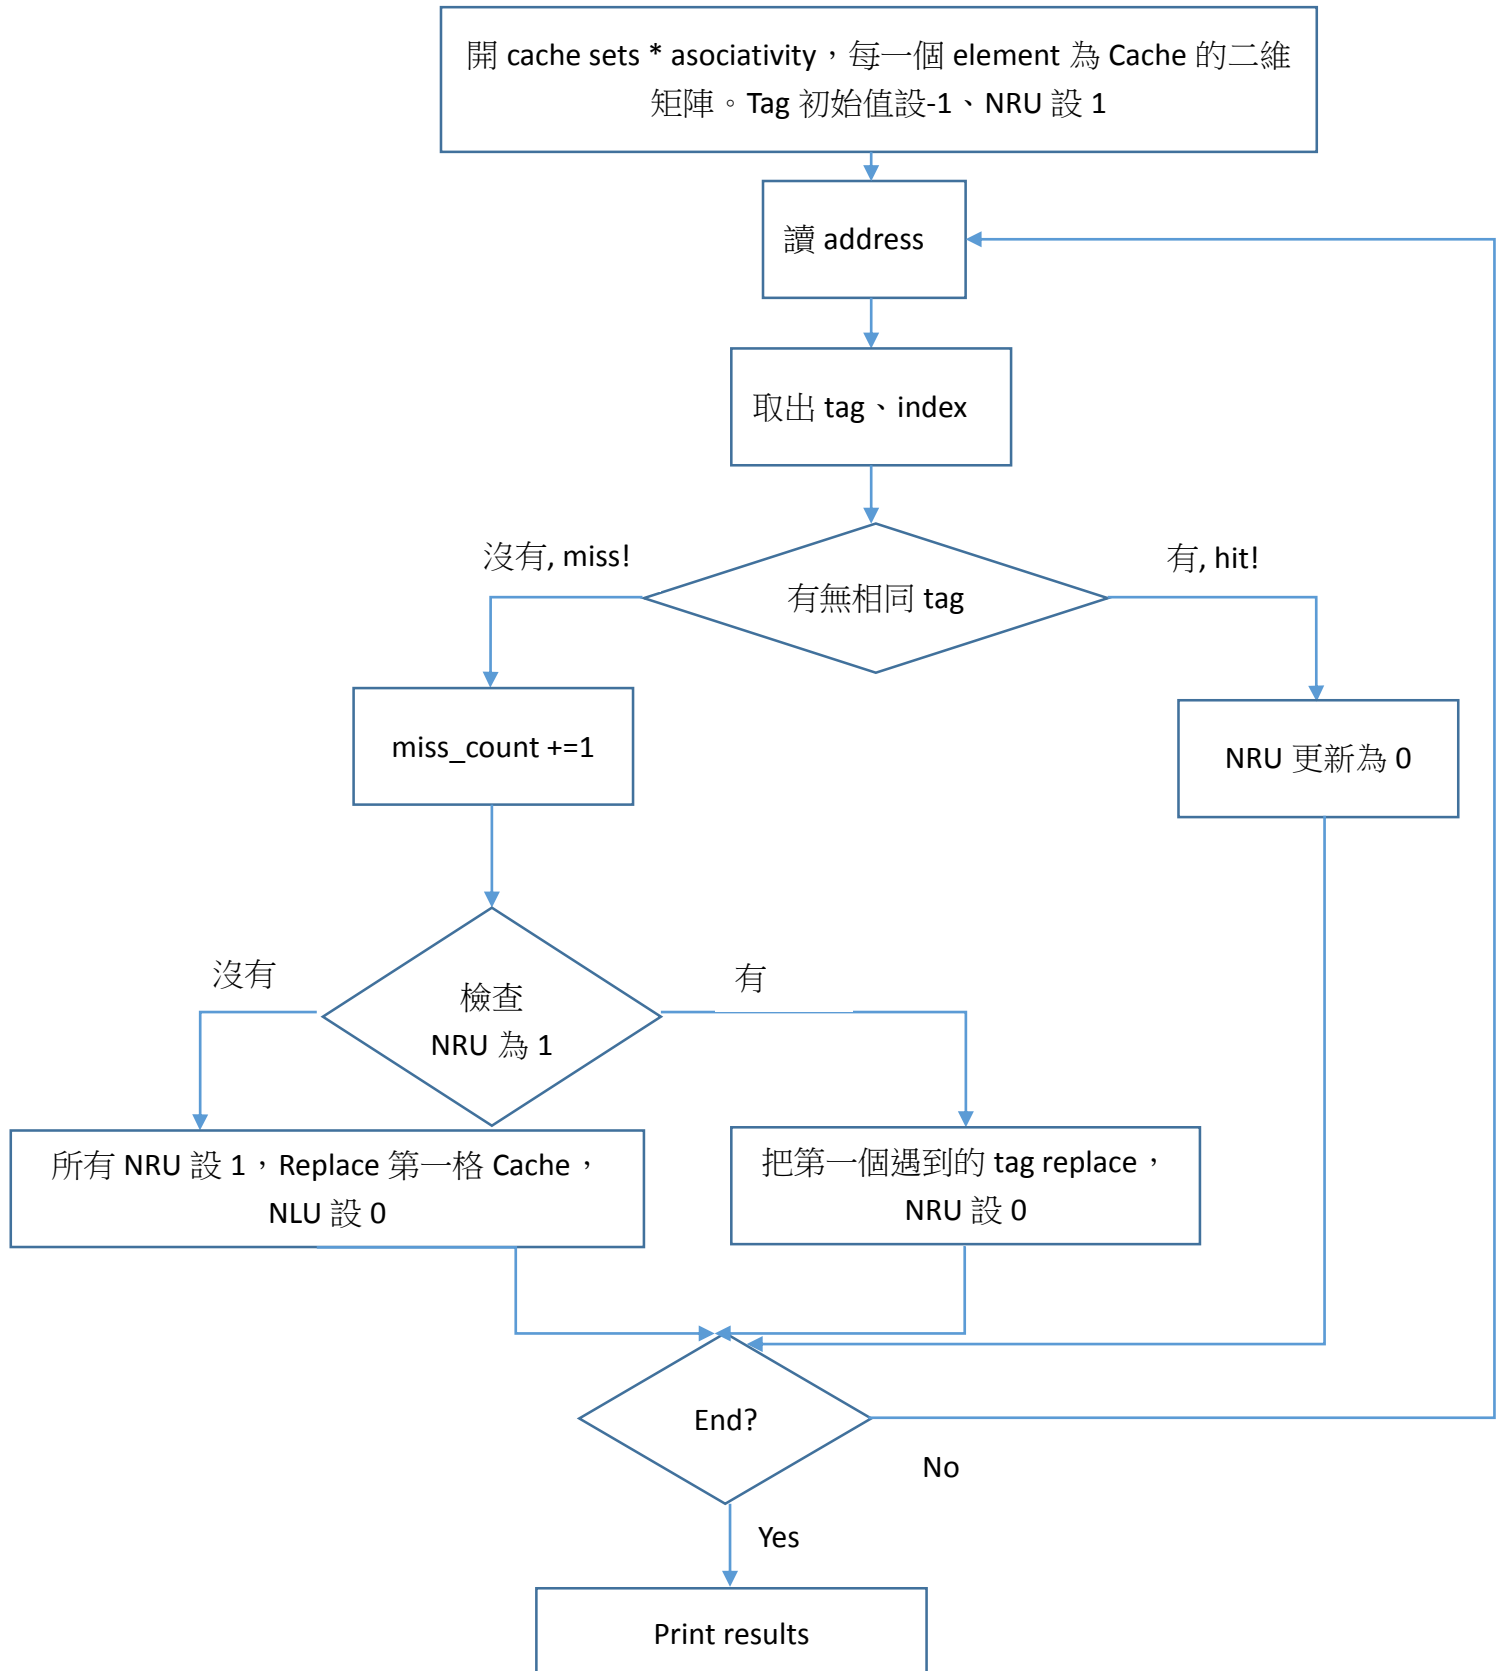 開 cache sets * asociativity，每一個 element 為 Cache 的二維
矩陣。Tag 初始值設-1、NRU 設 1
讀 address
取出 tag、index
沒有, miss!
有, hit!
有無相同 tag
miss_count +=1
NRU 更新為 0
沒有
有
檢查
NRU 為 1
所有 NRU 設 1，Replace 第一格 Cache，
NLU 設 0
把第一個遇到的 tag replace，
NRU 設 0
End?
No
Yes
Print results